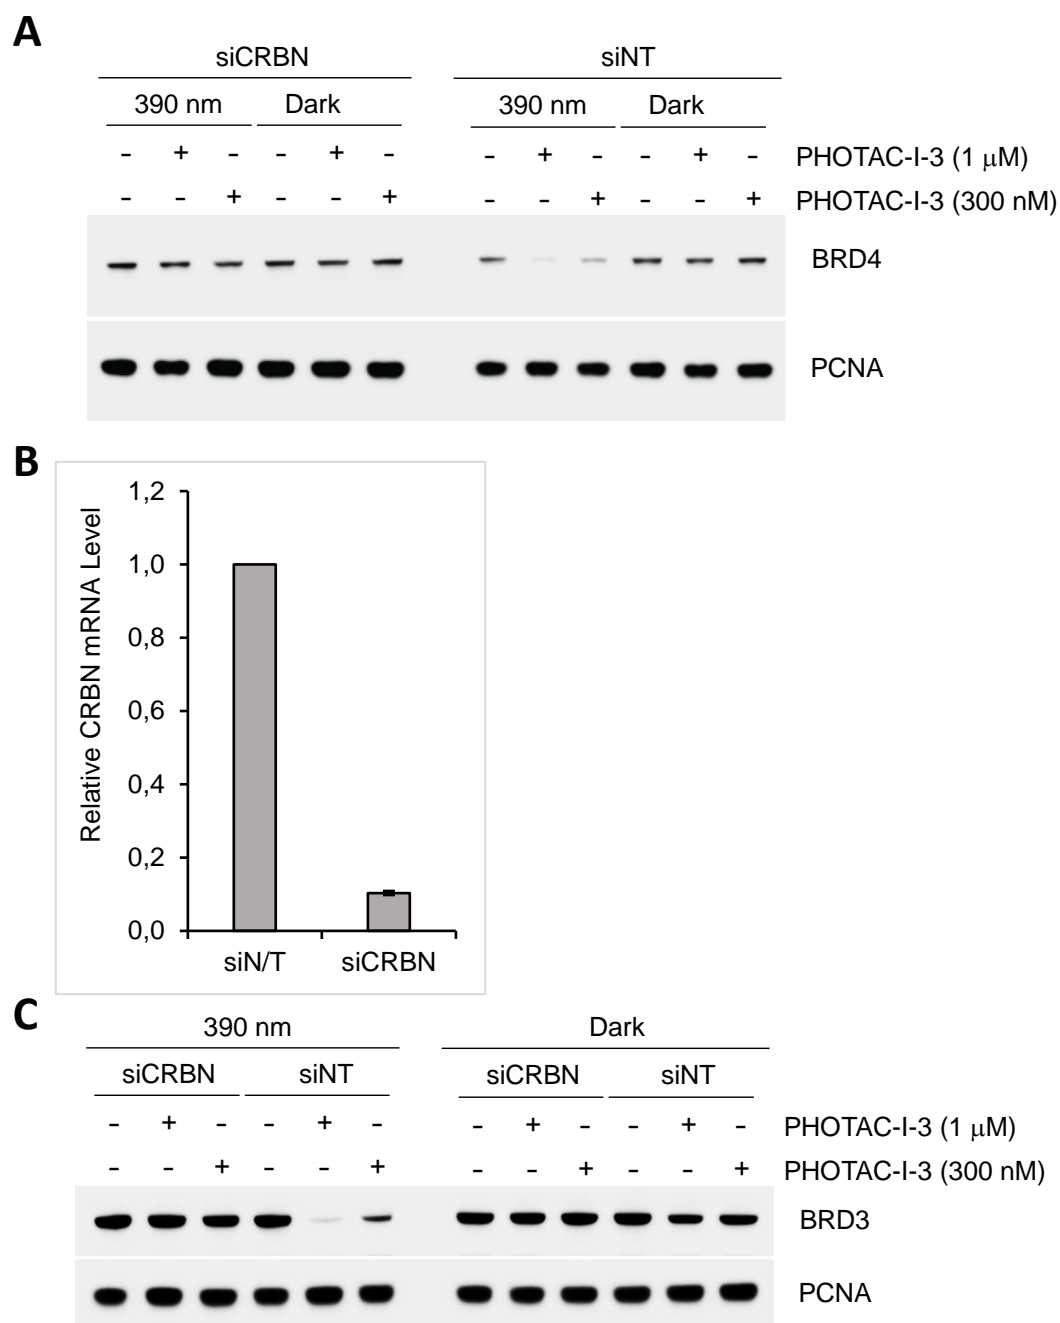 A
siCRBN siNT
390 nm Dark 390 nm Dark
- + - - + - - + - - + - PHOTAC-I-3 (1 μM)
- - + - - + - - + - - + PHOTAC-I-3 (300 nM)
BRD4
PCNA
B
Relative CRBN mRNA Level
1,2
1,0
0,8
0,6
0,4
0,2
0,0
siN/T siCRBN
C
390 nm Dark
siCRBN siNT siCRBN siNT
- + - - + - - + - - + - PHOTAC-I-3 (1 μM)
- - + - - + - - + - - + PHOTAC-I-3 (300 nM)
BRD3
PCNA